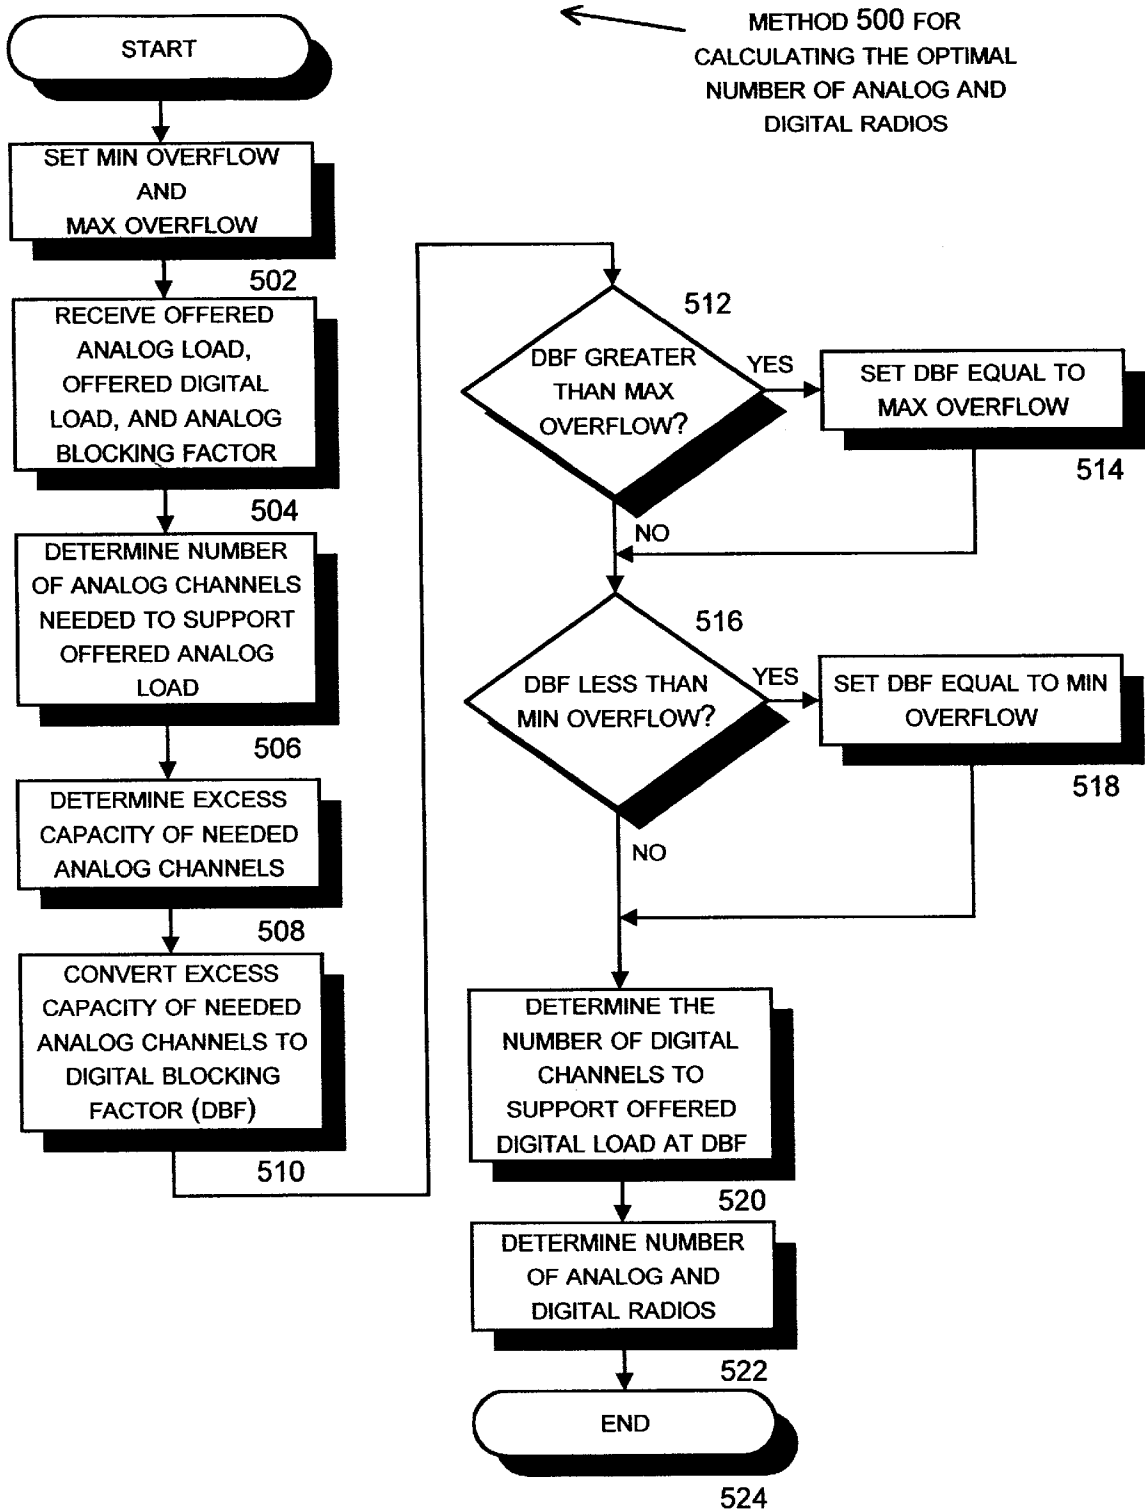 METHOD 500 FOR
CALCULATING THE OPTIMAL
NUMBER OF ANALOG AND
DIGITAL RADIOS
START
SET MIN OVERFLOW
AND
MAX OVERFLOW
502
RECEIVE OFFERED
ANALOG LOAD,
OFFERED DIGITAL
LOAD, AND ANALOG
BLOCKING FACTOR
504
DETERMINE NUMBER
OF ANALOG CHANNELS
NEEDED TO SUPPORT
OFFERED ANALOG
LOAD
506
DETERMINE EXCESS
CAPACITY OF NEEDED
ANALOG CHANNELS
508
CONVERT EXCESS
CAPACITY OF NEEDED
ANALOG CHANNELS TO
DIGITAL BLOCKING
FACTOR (DBF)
510
512
DBF GREATER
THAN MAX
OVERFLOW?
YES
SET DBF EQUAL TO
MAX OVERFLOW
514
NO
516
DBF LESS THAN
MIN OVERFLOW?
YES
SET DBF EQUAL TO MIN
OVERFLOW
518
NO
DETERMINE THE
NUMBER OF DIGITAL
CHANNELS TO
SUPPORT OFFERED
DIGITAL LOAD AT DBF
520
DETERMINE NUMBER
OF ANALOG AND
DIGITAL RADIOS
522
END
524